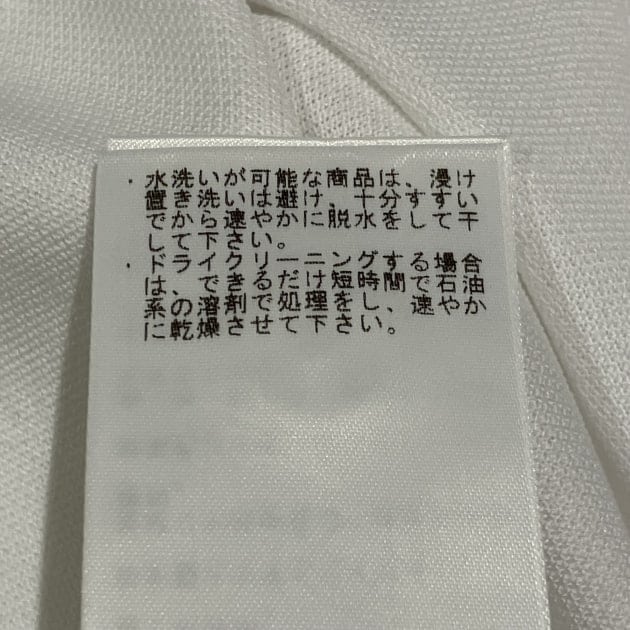 ・水洗いが可能な商品は、浸け
置き洗いは避け、十分すすい
でから速やかに脱水をして干
して下さい。
・ドライクリーニングする場合
は、できるだけ短時間で石油
系の溶剤で処理をし、速やか
に乾燥させて下さい。